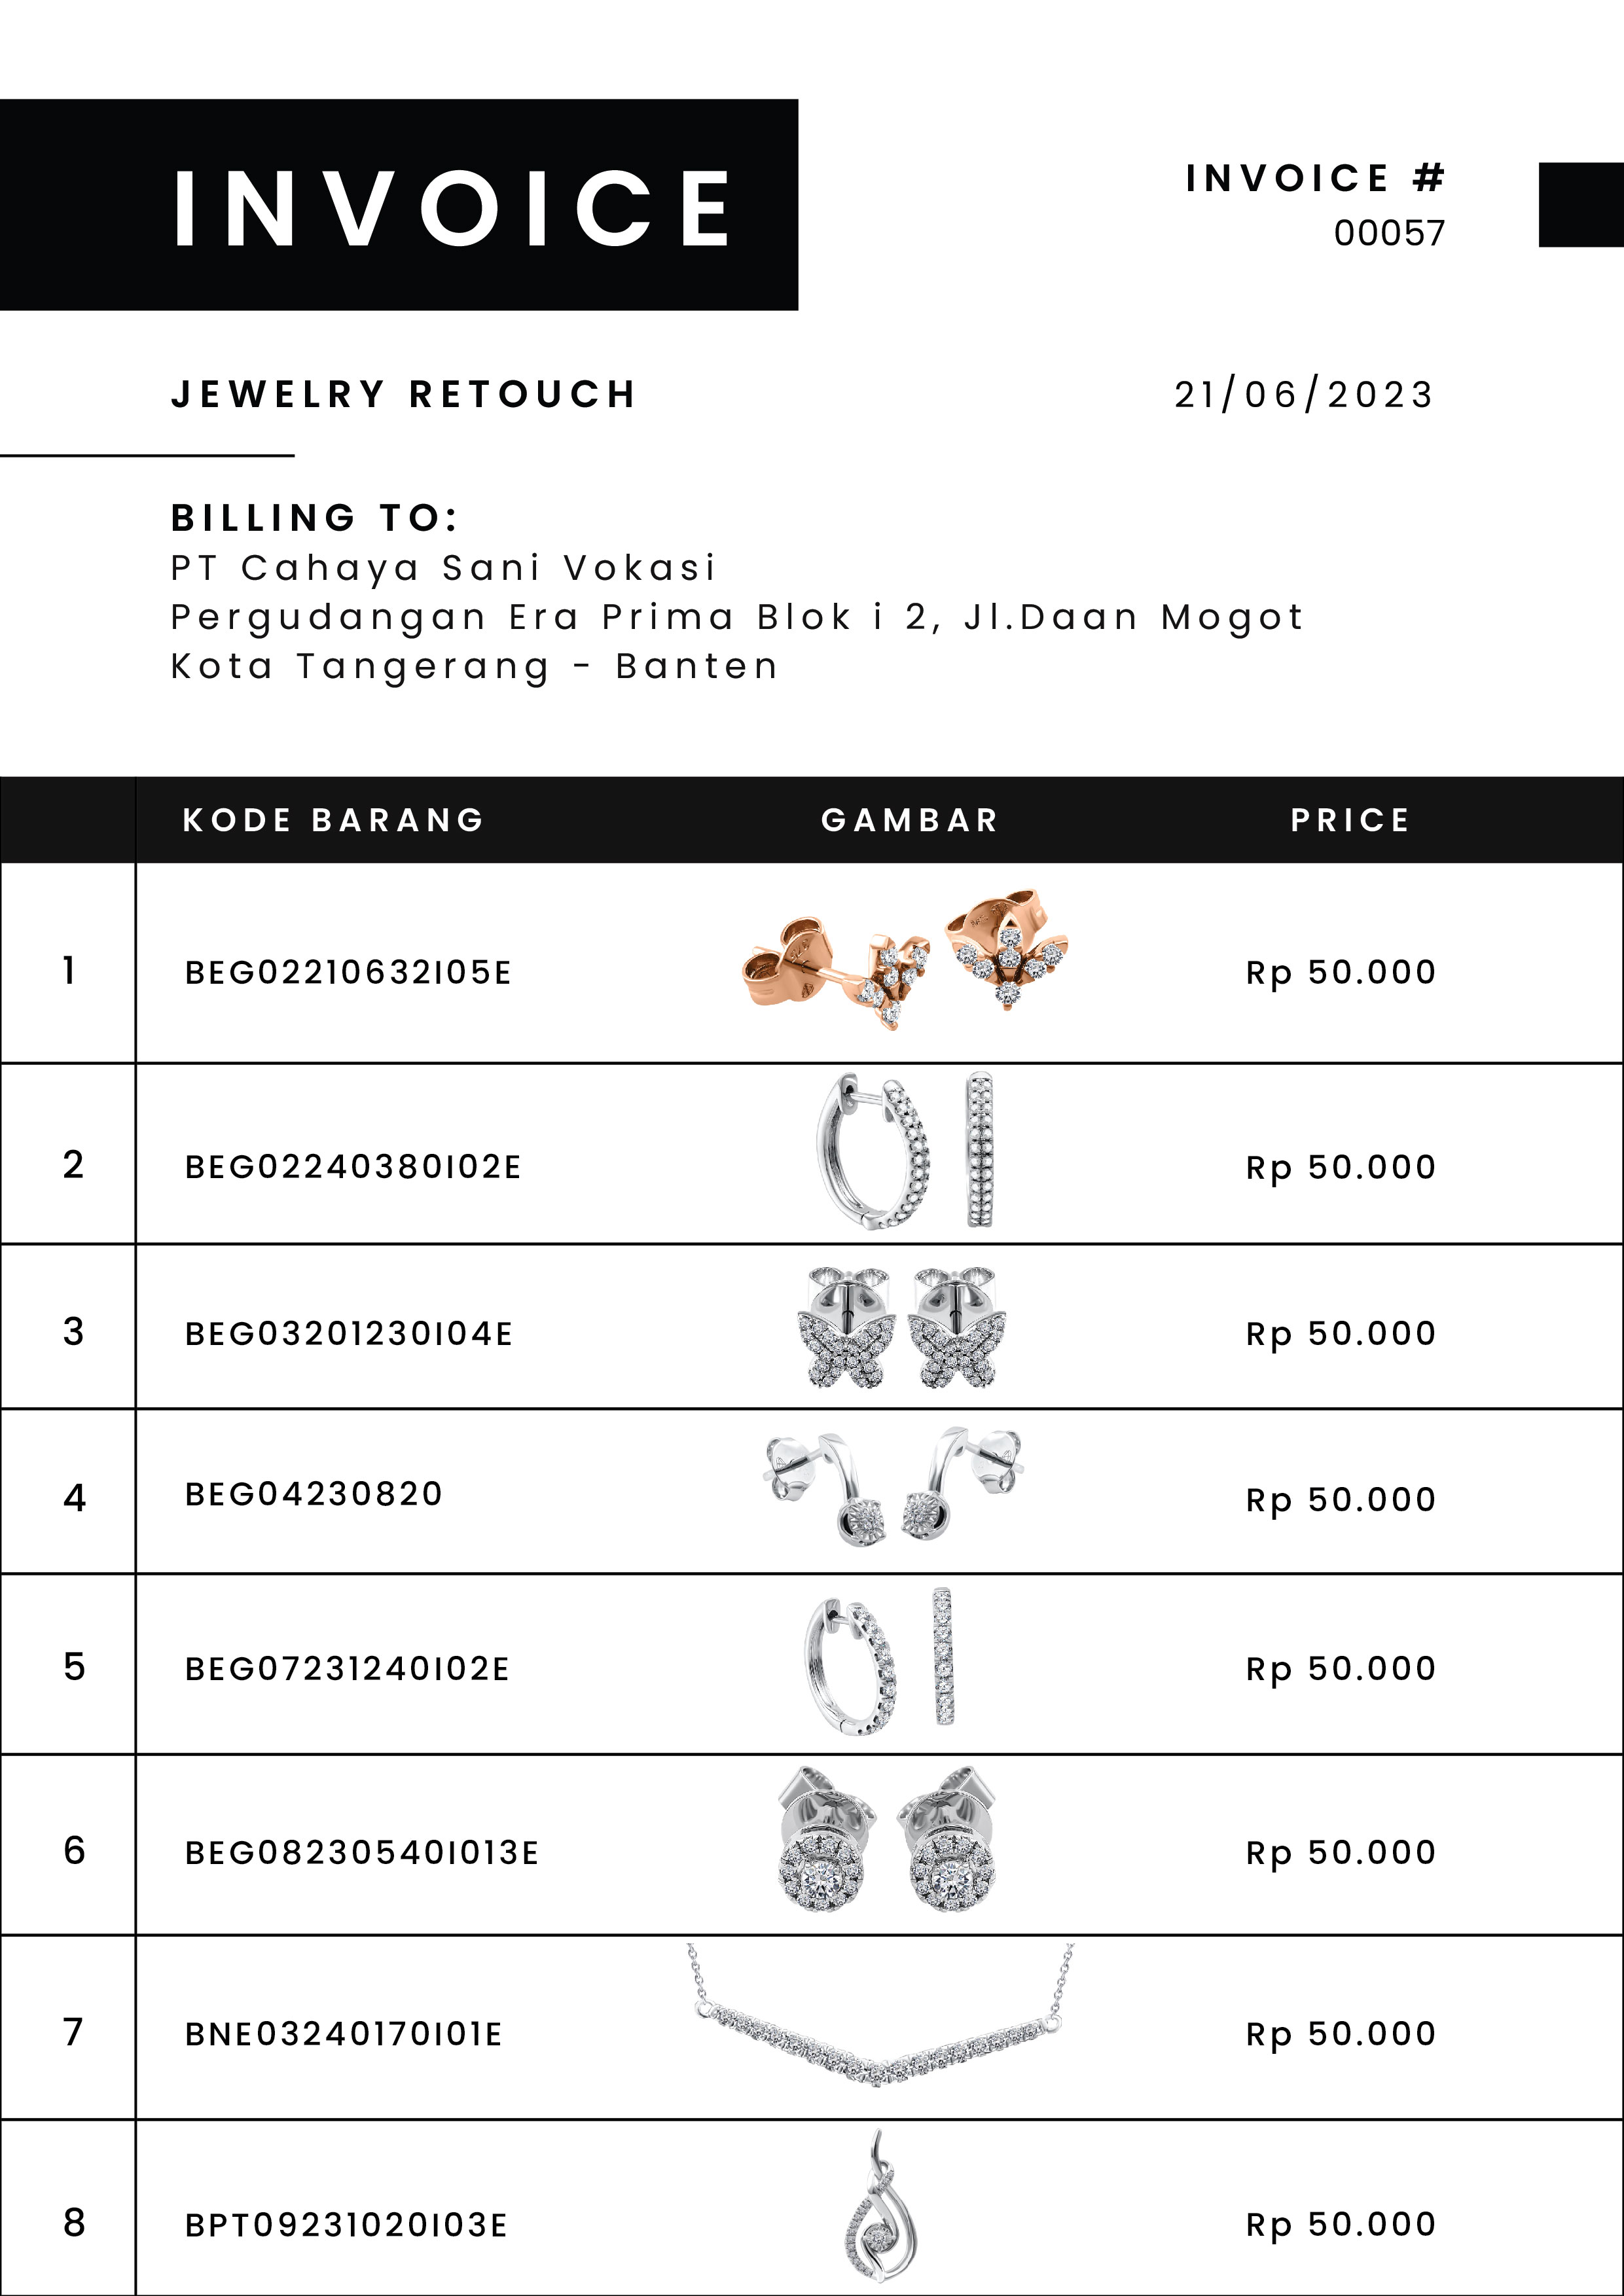 INVOICE
INVOICE #
00057
JEWELRY RETOUCH
21/06/2023
BILLING TO:
PT Cahaya Sani Vokasi
Pergudangan Era Prima Blok i 2, Jl.Daan Mogot
Kota Tangerang - Banten
KODE BARANG GAMBAR PRICE
1 BEG02210632I05E Rp 50.000
2 BEG02240380I02E Rp 50.000
3 BEG03201230I04E Rp 50.000
4 BEG04230820 Rp 50.000
5 BEG07231240I02E Rp 50.000
6 BEG08230540I013E Rp 50.000
7 BNE03240170I01E Rp 50.000
8 BPT09231020I03E Rp 50.000